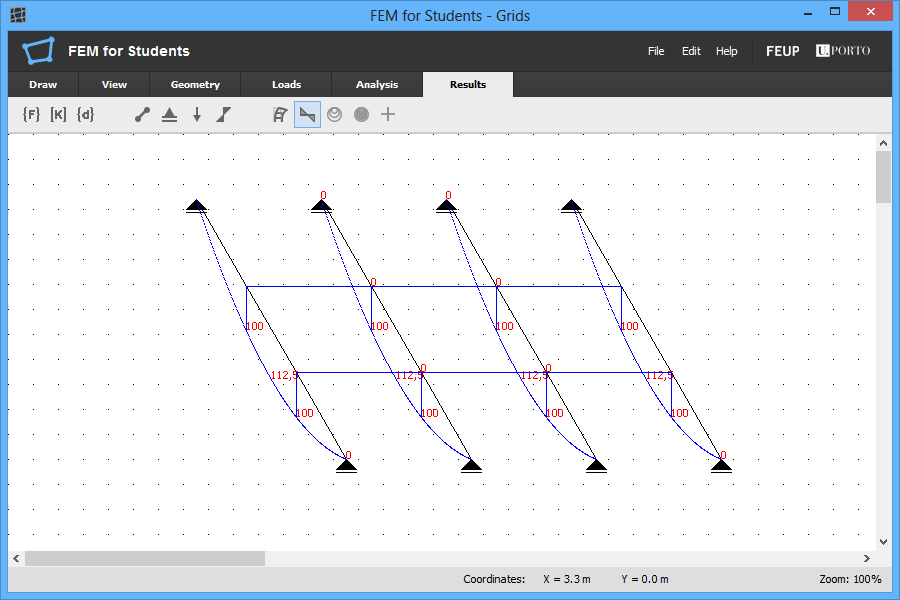 FEM for Students - Grids
FEM for Students
File Edit Help FEUP U.PORTO
Draw View Geometry Loads Analysis Results
{F} [K] {d}
0 0
0 0
100 100 100 100
0 0
112,5 112,5 112,5 112,5
100 100 100 100
0 0
Coordinates: X = 3.3 m Y = 0.0 m Zoom: 100%